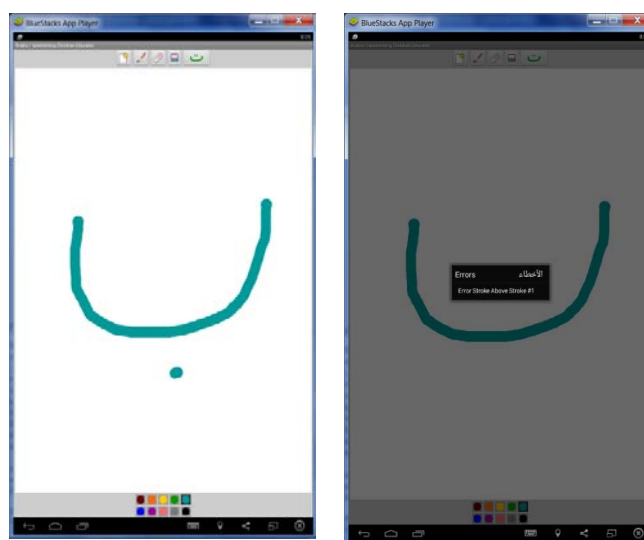 BlueStacks App Player
BlueStacks App Player
Errors الأخطاء
Error Stroke Above Stroke #1